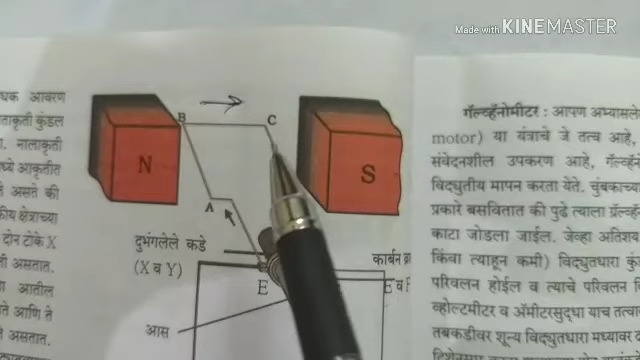 Made with KINEMASTER
धक आवरण
ताकृती कुंडल
. नालाकृती
ध्ये आकृतीत
ते असते की
कीय क्षेत्राच्या
दोन टोके X
ती असतात.
ते आणि ते
असतात.
B
C
N
S
A
दुभंगलेले कडे
(X व Y)
कार्बन
E
E
आस
गॅल्व्हॅनोमीटर : आपण अभ्यासले
motor) या यंत्राचे जे तत्व आहे,
संवेदनशील उपकरण आहे, गॅल्व्हॅ
विद्युतीय मापन करता येते. चुंबकाच्या
प्रकारे बसवितात की पुढे त्याला
काटा जोडला जाईल. जेव्हा अतिशय
किंवा त्याहून कमी) विद्युतधारा
परिवलन होईल व त्याचे परिवलन
व्होल्टमीटर व ॲमीटरसुद्धा याच
तबकडीवर शून्य विद्युतधारा मध्यावर